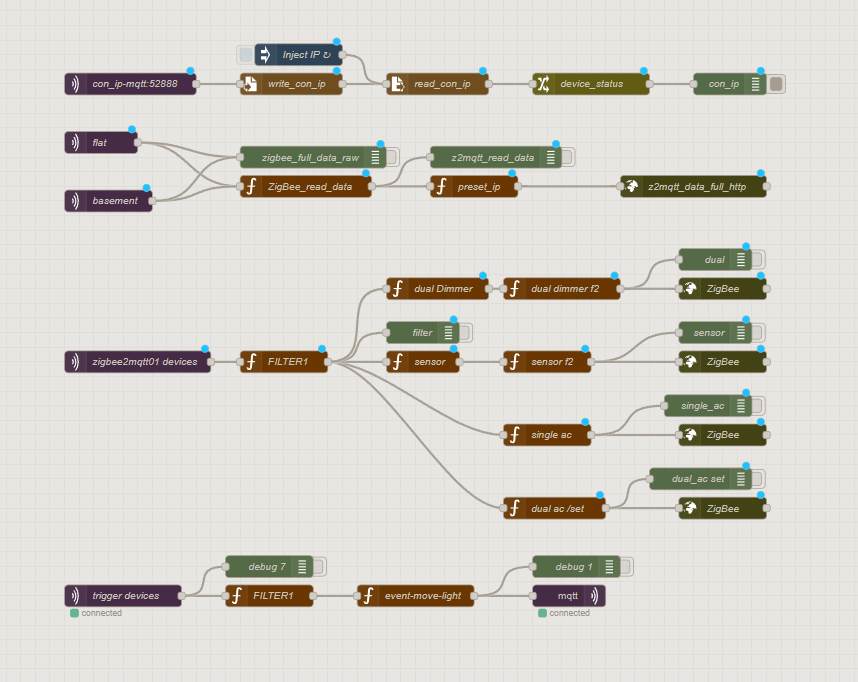 Inject IP ↻
con_ip-mqtt:52888
write_con_ip
read_con_ip
device_status
con_ip
flat
zigbee_full_data_raw
z2mqtt_read_data
ZigBee_read_data
preset_ip
z2mqtt_data_full_http
basement
dual
dual Dimmer
dual dimmer f2
ZigBee
filter
sensor
zigbee2mqtt01 devices
FILTER1
sensor
sensor f2
ZigBee
single_ac
single ac
ZigBee
dual_ac set
dual ac /set
ZigBee
debug 7
debug 1
trigger devices
FILTER1
event-move-light
mqtt
connected
connected